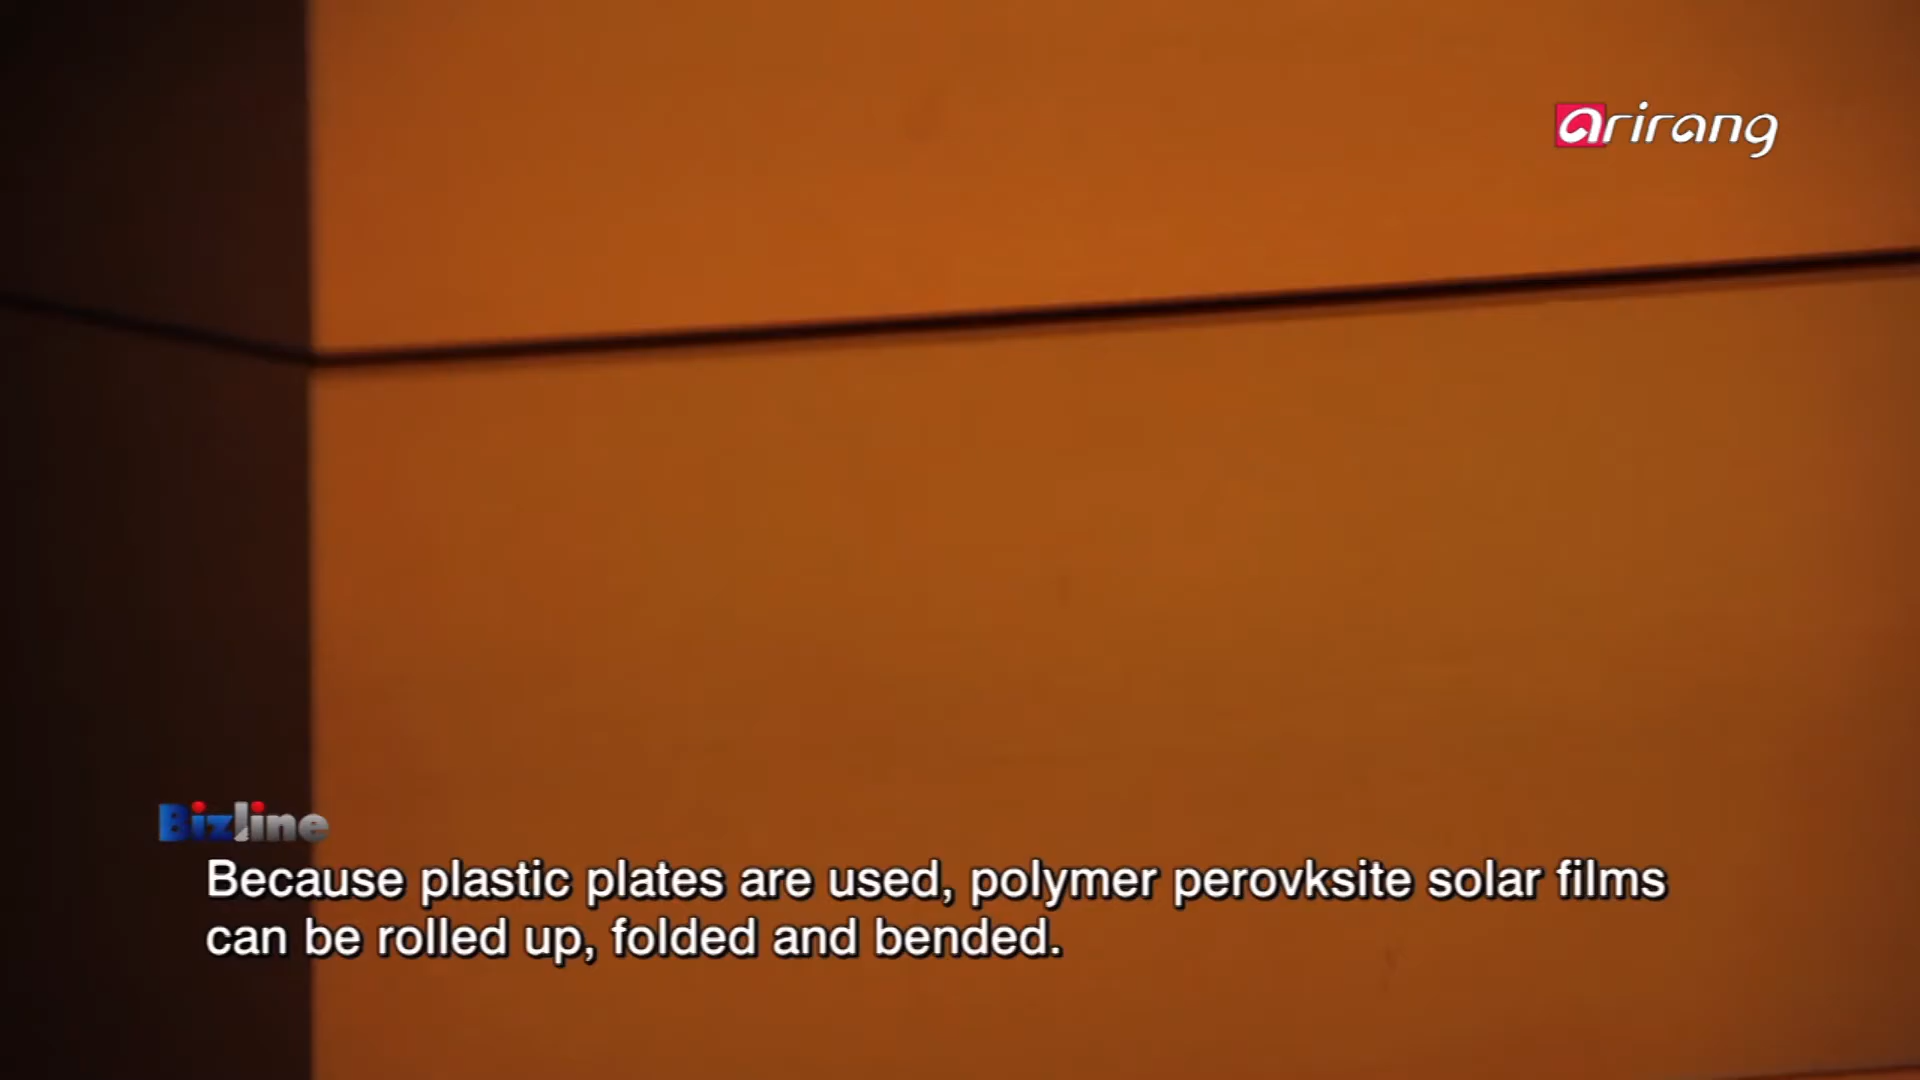 arirang
Bizline
Because plastic plates are used, polymer perovksite solar films
can be rolled up, folded and bended.